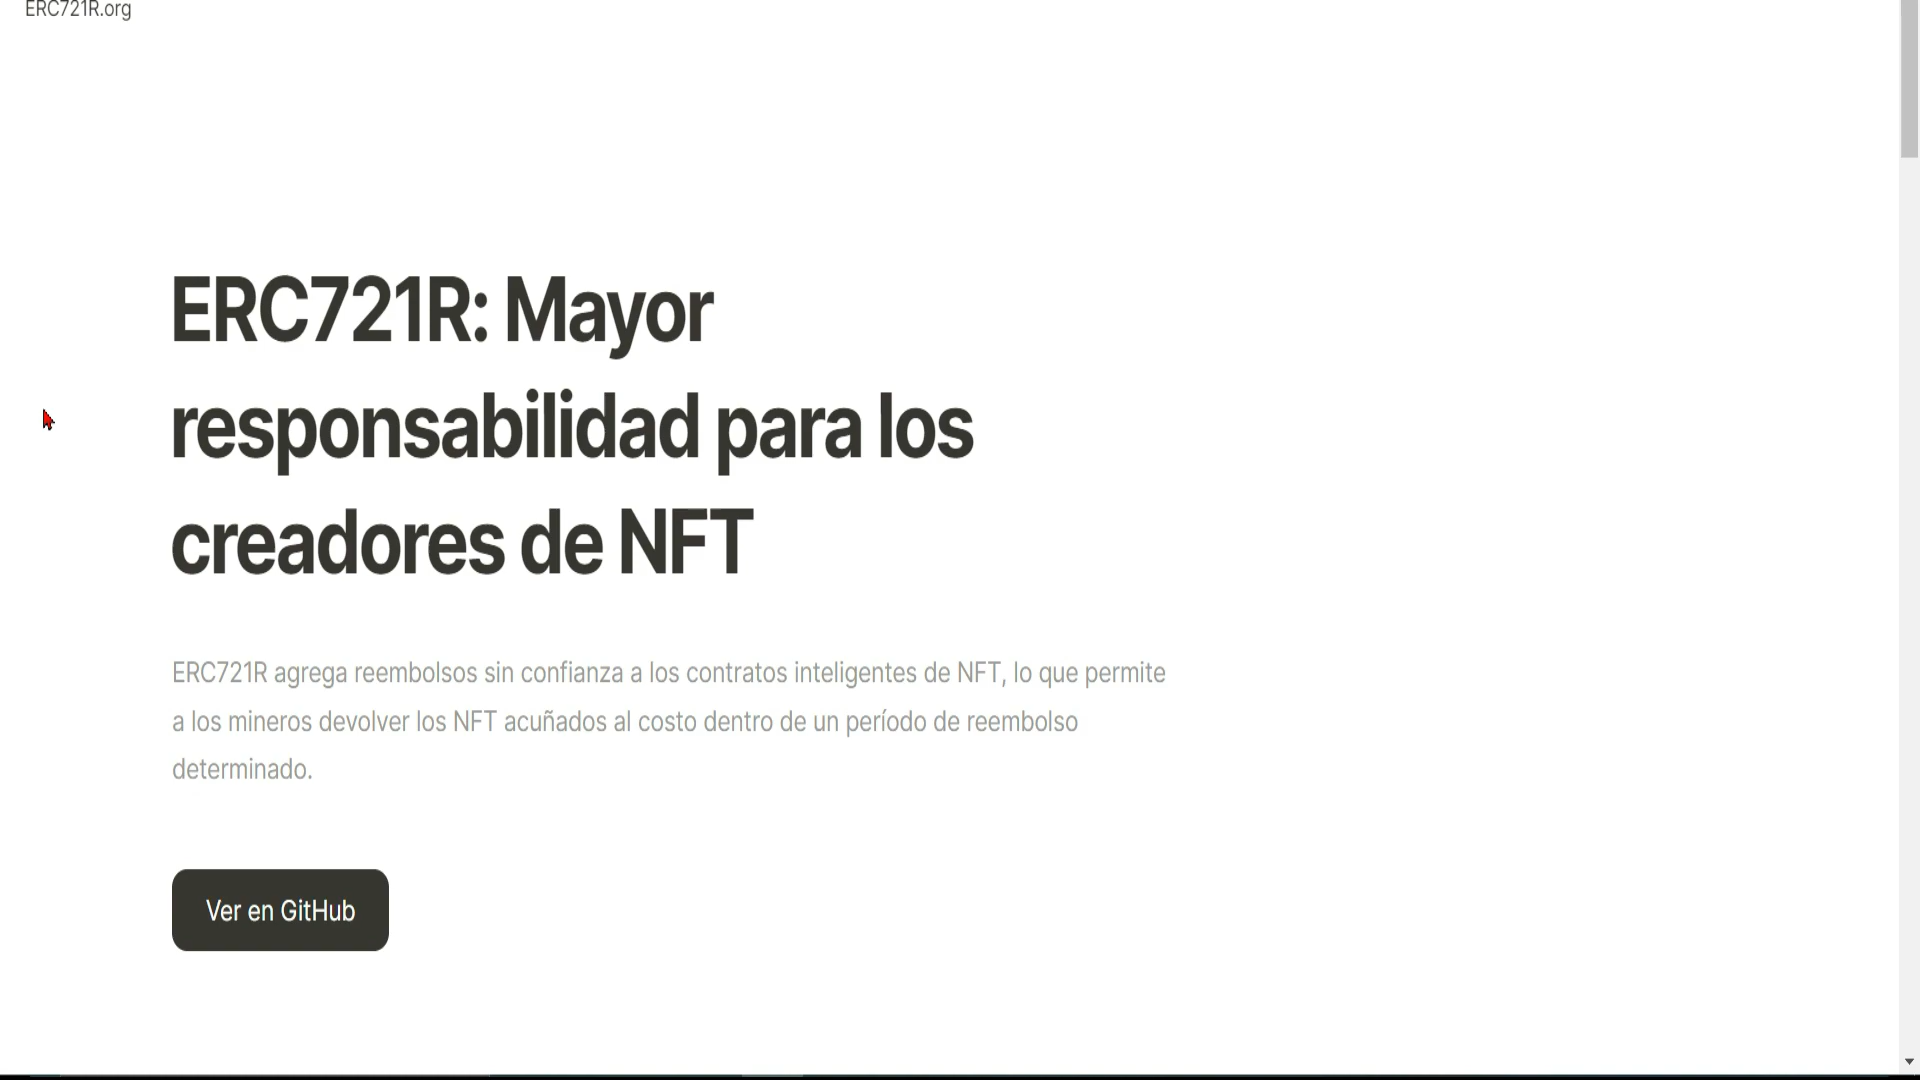 ERC721R.org
ERC721R: Mayor
responsabilidad para los
creadores de NFT
ERC721R agrega reembolsos sin confianza a los contratos inteligentes de NFT, lo que permite
a los mineros devolver los NFT acuñados al costo dentro de un período de reembolso
determinado.
Ver en GitHub